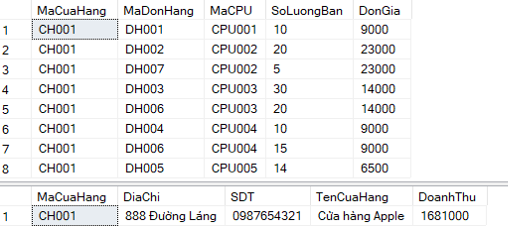 MaCuaHang MaDonHang MaCPU SoLuongBan DonGia
1 CH001 DH001 CPU001 10 9000
2 CH001 DH002 CPU002 20 23000
3 CH001 DH007 CPU002 5 23000
4 CH001 DH003 CPU003 30 14000
5 CH001 DH006 CPU003 20 14000
6 CH001 DH004 CPU004 10 9000
7 CH001 DH006 CPU004 15 9000
8 CH001 DH004 CPU005 14 6500
MaCuaHang DiaChi SDT TenCuaHang DoanhThu
1 CH001 888 Đường Láng 0987654321 Cửa hàng Apple 1681000